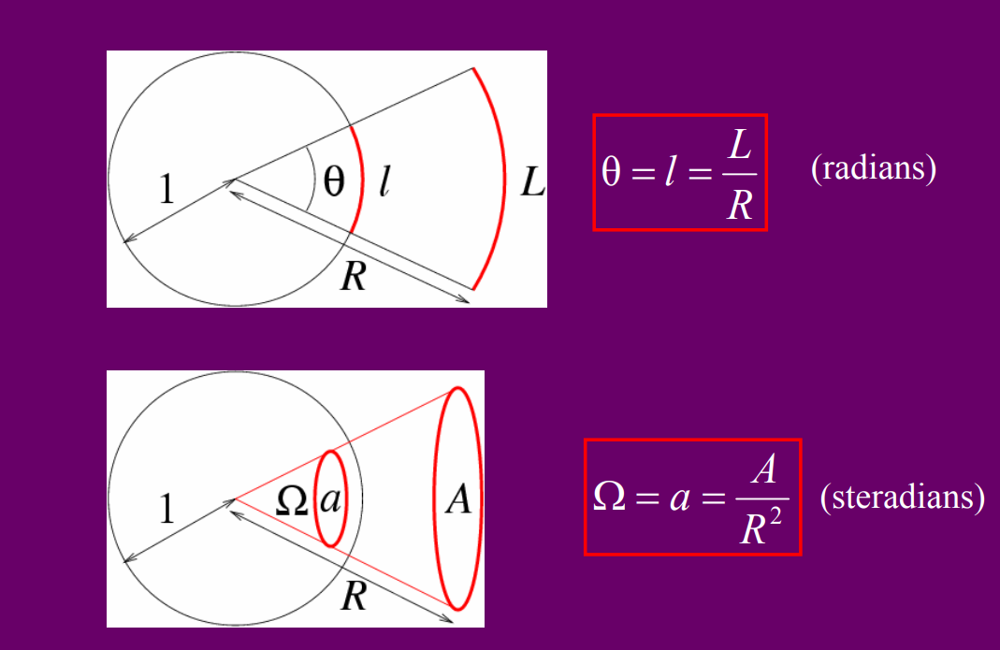 1
θ
l
L
R
θ = l = L/R
(radians)
1
Ω
a
A
R
Ω = a = A/R²
(steradians)